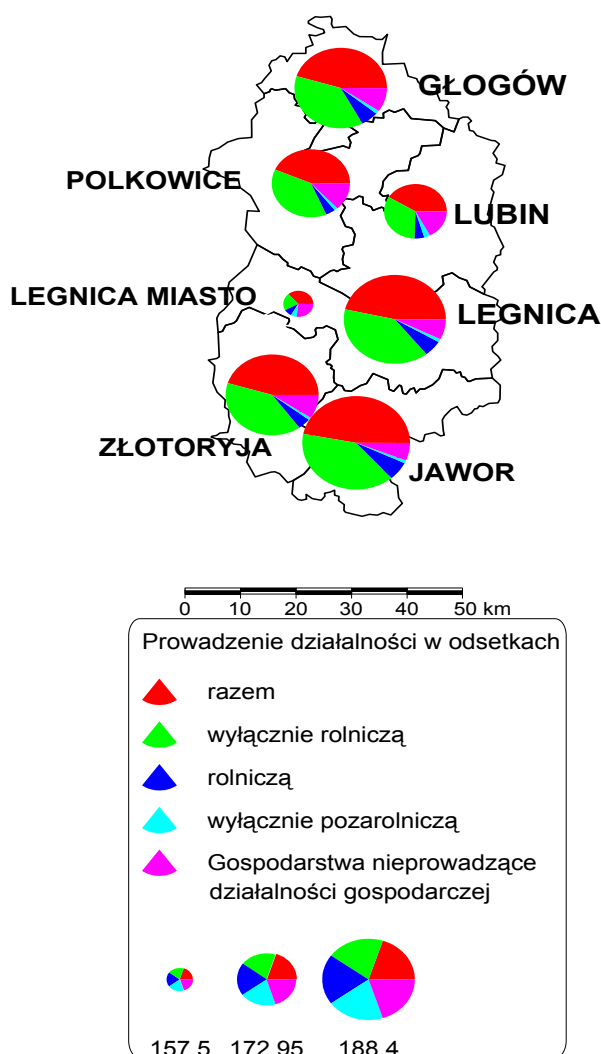 GŁOGÓW
POLKOWICE
LUBIN
LEGNICA MIASTO
LEGNICA
ZŁOTORYJA
JAWOR
0 10 20 30 40 50 km
Prowadzenie działalności w odsetkach
razem
wyłącznie rolniczą
rolniczą
wyłącznie pozarolniczą
Gospodarstwa nieprowadzące
działalności gospodarczej
157,5 172,95 188,4